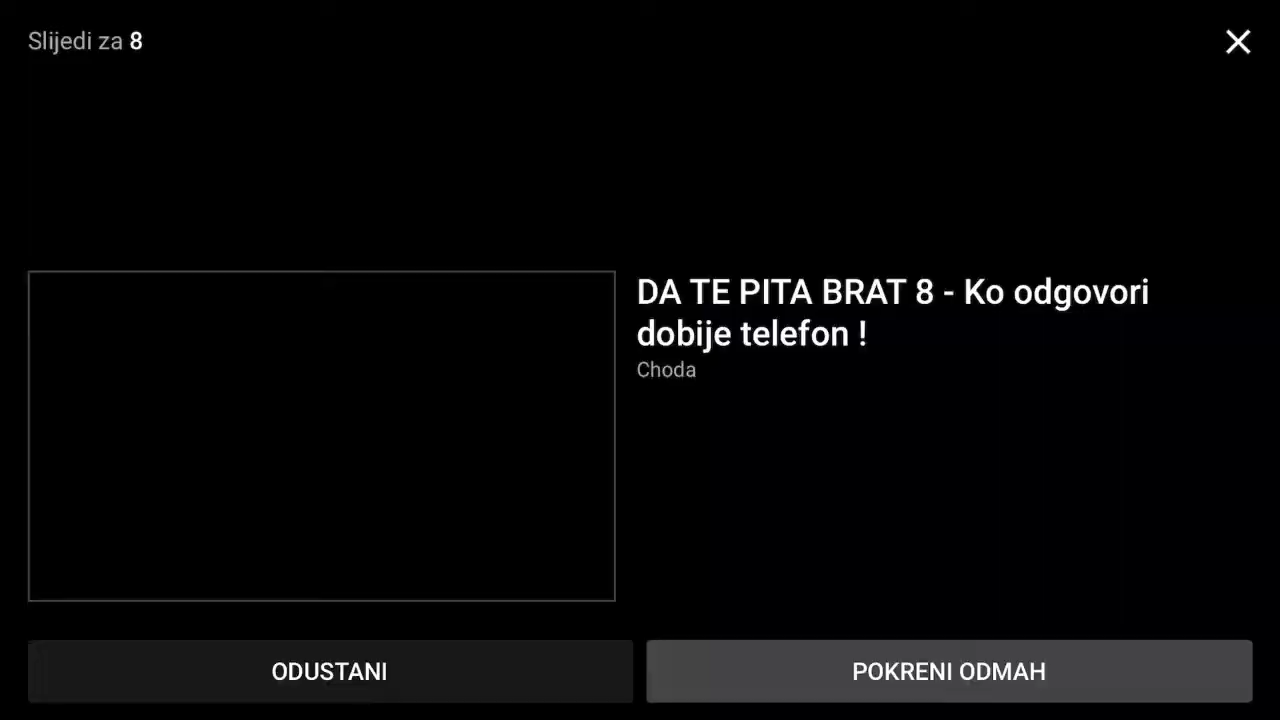 Slijedi za 8
DA TE PITA BRAT 8 - Ko odgovori
dobije telefon !
Choda
ODUSTANI
POKRENI ODMAH